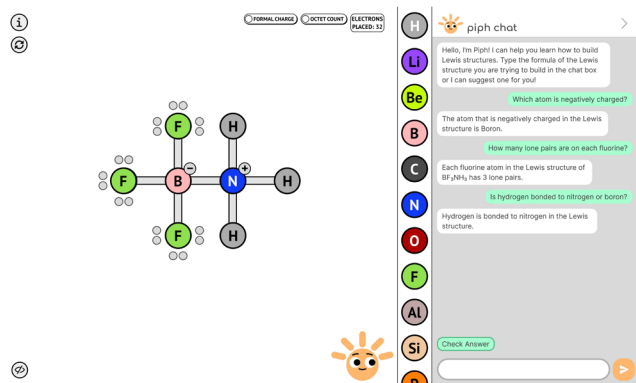 FORMAL CHARGE
OCTET COUNT
ELECTRONS
PLACED: 32
F
H
F
B
−
N
+
H
F
H
H
Li
Be
B
C
N
O
F
Al
Si
P
piph chat
Hello, I'm Piph! I can help you learn how to build
Lewis structures. Type the formula of the Lewis
structure you are trying to build in the chat box
or I can suggest one for you!
Which atom is negatively charged?
The atom that is negatively charged in the Lewis
structure is Boron.
How many lone pairs are on each fluorine?
Each fluorine atom in the Lewis structure of
BF₃NH₃ has 3 lone pairs.
Is hydrogen bonded to nitrogen or boron?
Hydrogen is bonded to nitrogen in the Lewis
structure.
Check Answer